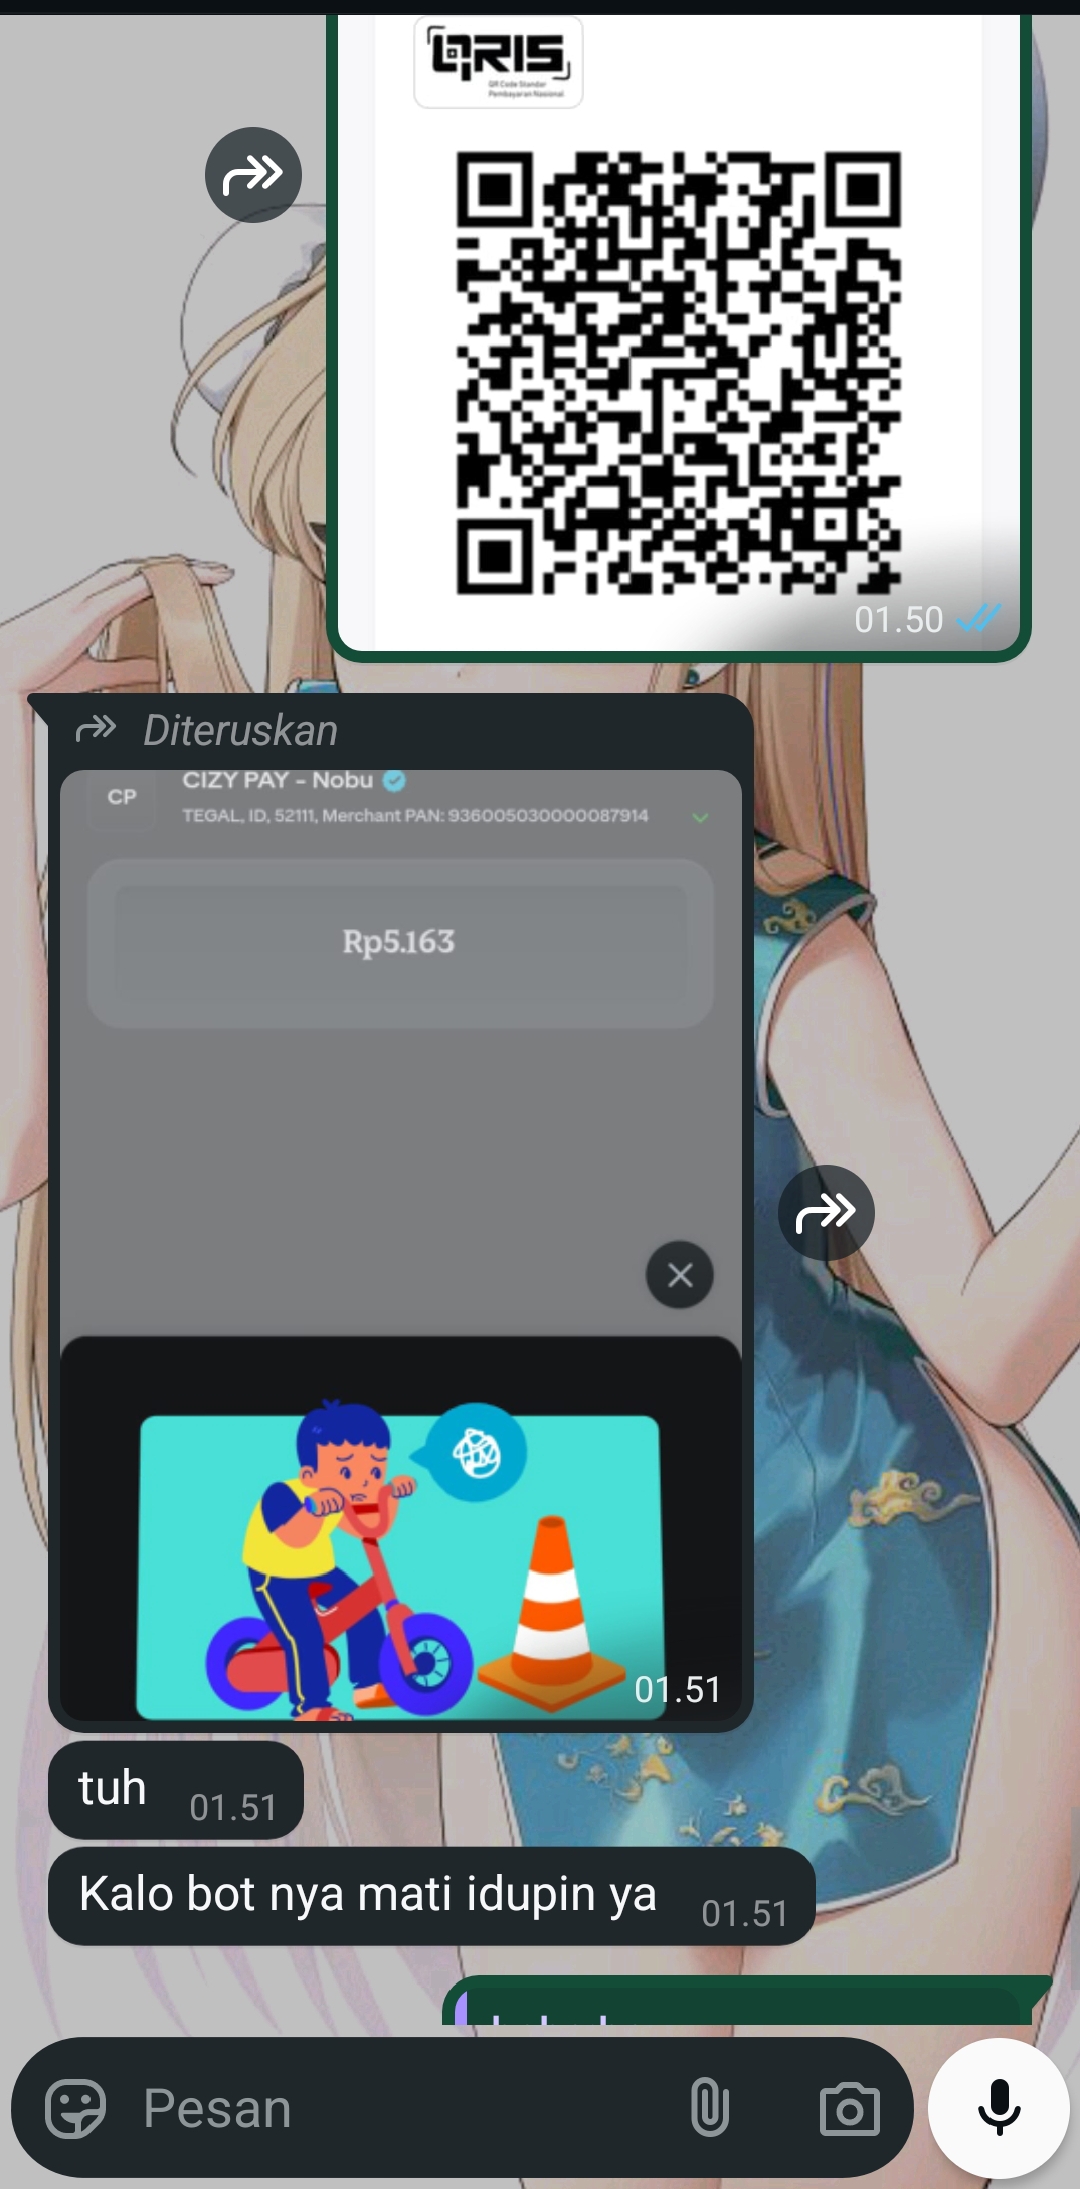 QRIS
QR Code Standar
Pembayaran Nasional
01.50
Diteruskan
CP
CIZY PAY - Nobu
TEGAL, ID, 52111, Merchant PAN: 936005030000087914
Rp5.163
01.51
tuh 01.51
Kalo bot nya mati idupin ya 01.51
Pesan